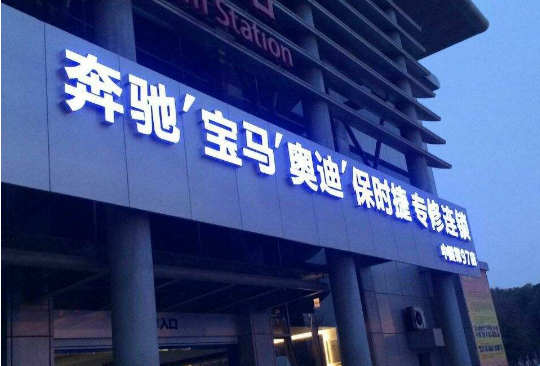 Station
奔驰'宝马'奥迪'保时捷 专修连锁
入口